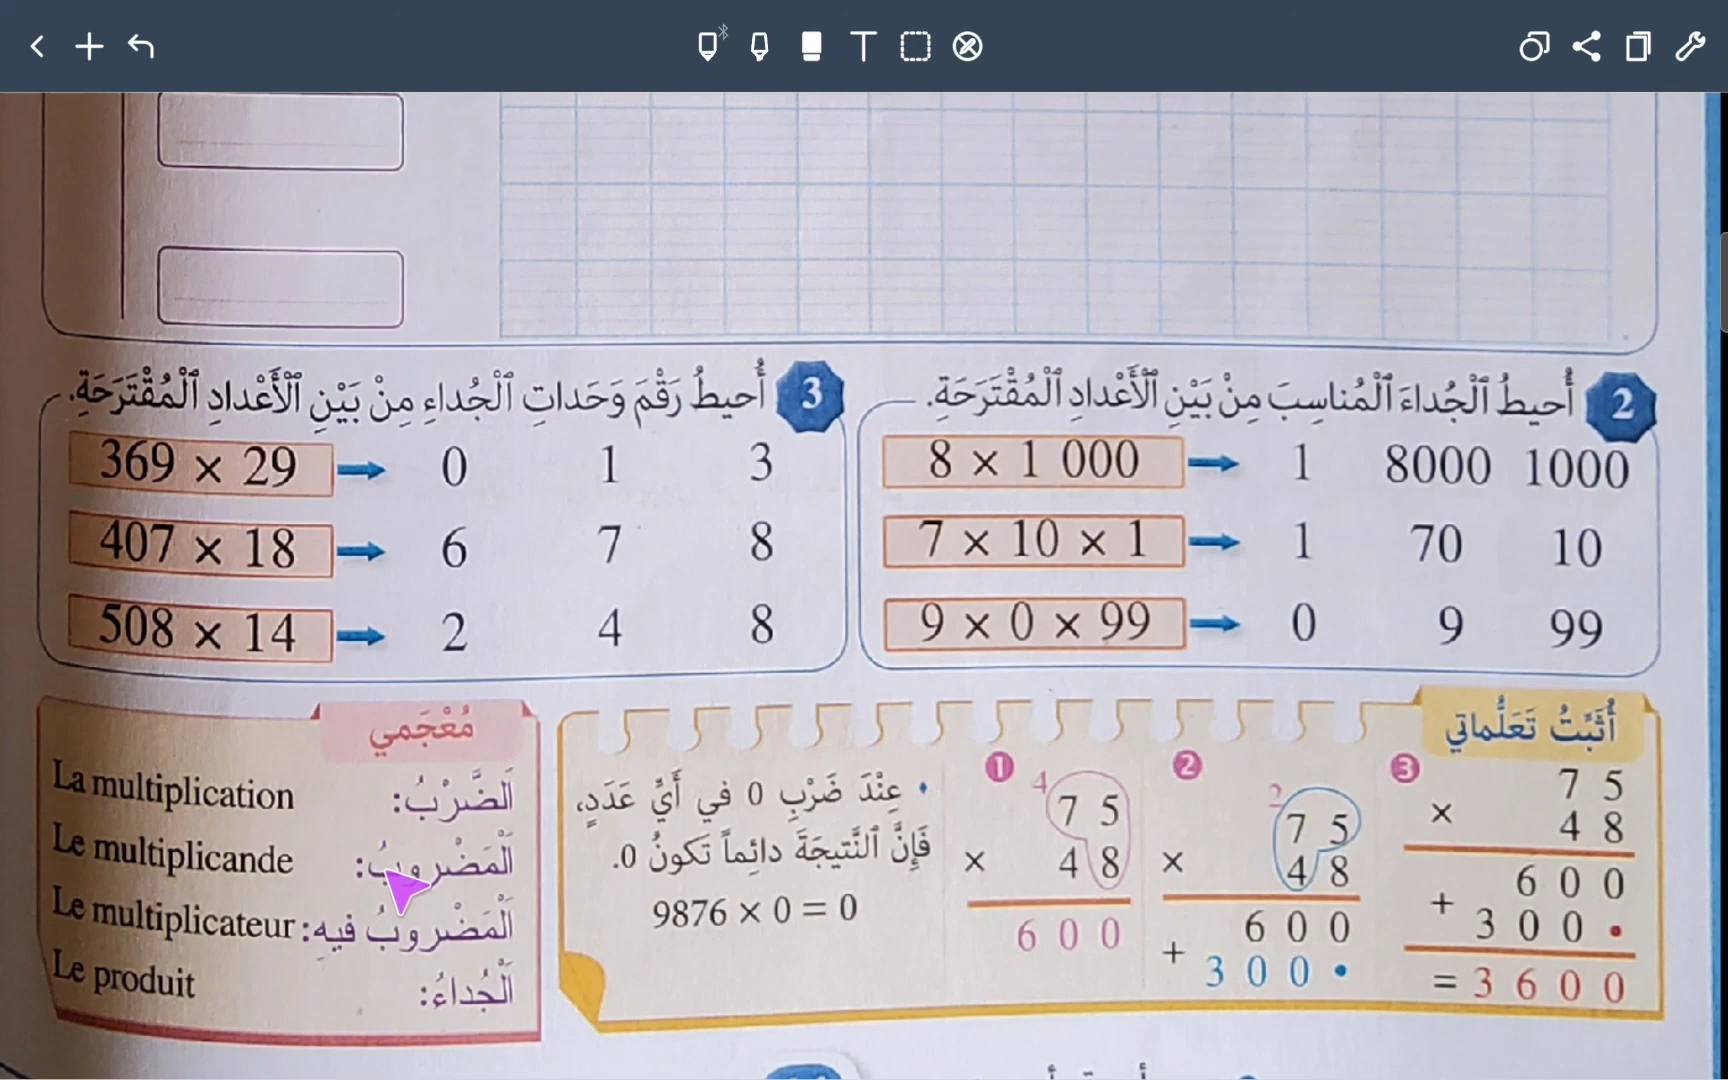 2 أُحيطُ ٱلْجُداءَ ٱلْمُناسِبَ مِنْ بَيْنِ ٱلْأَعْدادِ ٱلْمُقْتَرَحَةِ.
8 × 1 000 → 1 8000 1000
7 × 10 × 1 → 1 70 10
9 × 0 × 99 → 0 9 99
3 أُحيطُ رَقْمَ وَحَداتِ ٱلْجُداءِ مِنْ بَيْنِ ٱلْأَعْدادِ ٱلْمُقْتَرَحَةِ.
369 × 29 → 0 1 3
407 × 18 → 6 7 8
508 × 14 → 2 4 8
أُثَبِّتُ تَعَلُّماتي
• عِنْدَ ضَرْبِ 0 في أَيِّ عَدَدٍ،
فَإِنَّ ٱلنَّتيجَةَ دائِماً تَكونُ 0.
9876 × 0 = 0
1
4
7 5
× 4 8
6 0 0
2
2
7 5
× 4 8
6 0 0
+ 3 0 0 •
3
7 5
× 4 8
6 0 0
+ 3 0 0 •
= 3 6 0 0
مُعْجَمي
اَلضَّرْبُ: La multiplication
اَلْمَضْروبُ: Le multiplicande
اَلْمَضْروبُ فيهِ: Le multiplicateur
اَلْجُداءُ: Le produit